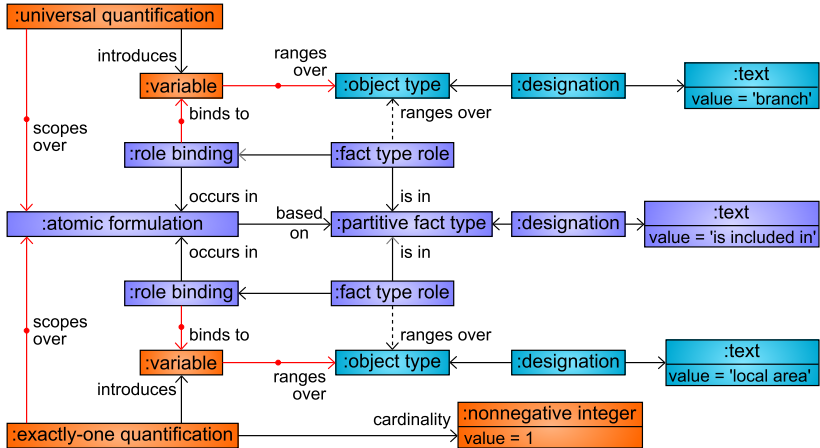 :universal quantification
introduces
ranges
over
:variable
:object type
:designation
:text
value = 'branch'
scopes
over
binds to
ranges over
:role binding
:fact type role
occurs in
is in
:atomic formulation
based
on
:partitive fact type
:designation
:text
value = 'is included in'
occurs in
is in
:role binding
:fact type role
scopes
over
binds to
ranges over
:variable
ranges
over
:object type
:designation
:text
value = 'local area'
introduces
:exactly-one quantification
cardinality
:nonnegative integer
value = 1